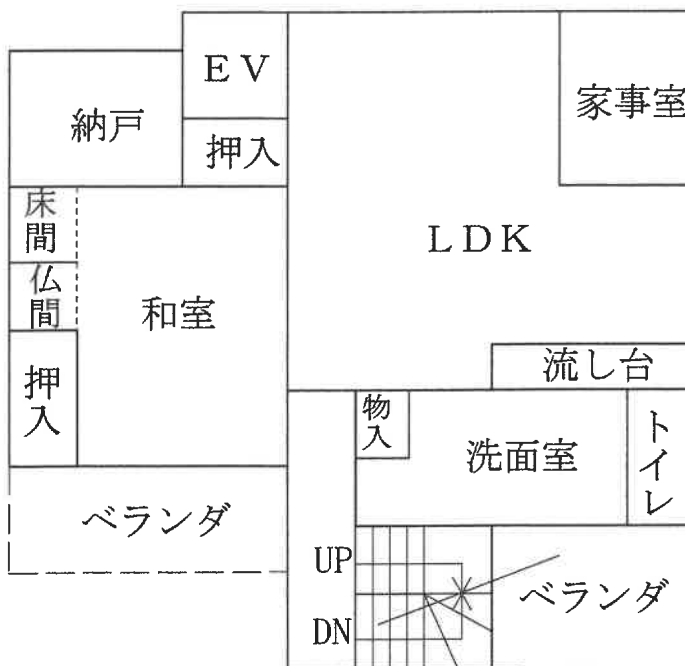 EV
家事室
納戸
押入
床間
LDK
仏間
和室
流し台
押入
物入
洗面室
トイレ
ベランダ
UP
ベランダ
DN